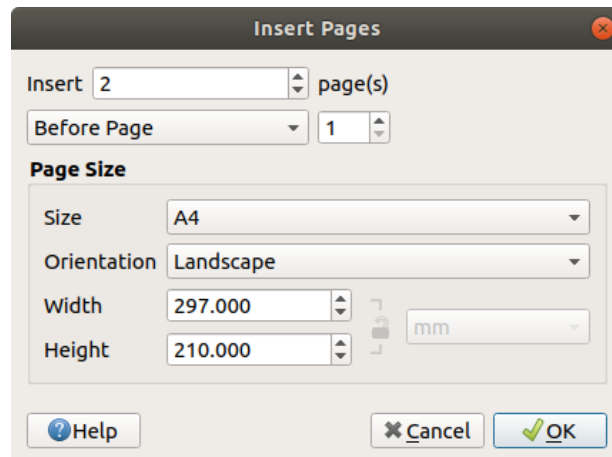 Insert Pages
Insert 2 page(s)
Before Page 1
Page Size
Size A4
Orientation Landscape
Width 297.000
mm
Height 210.000
Help Cancel OK